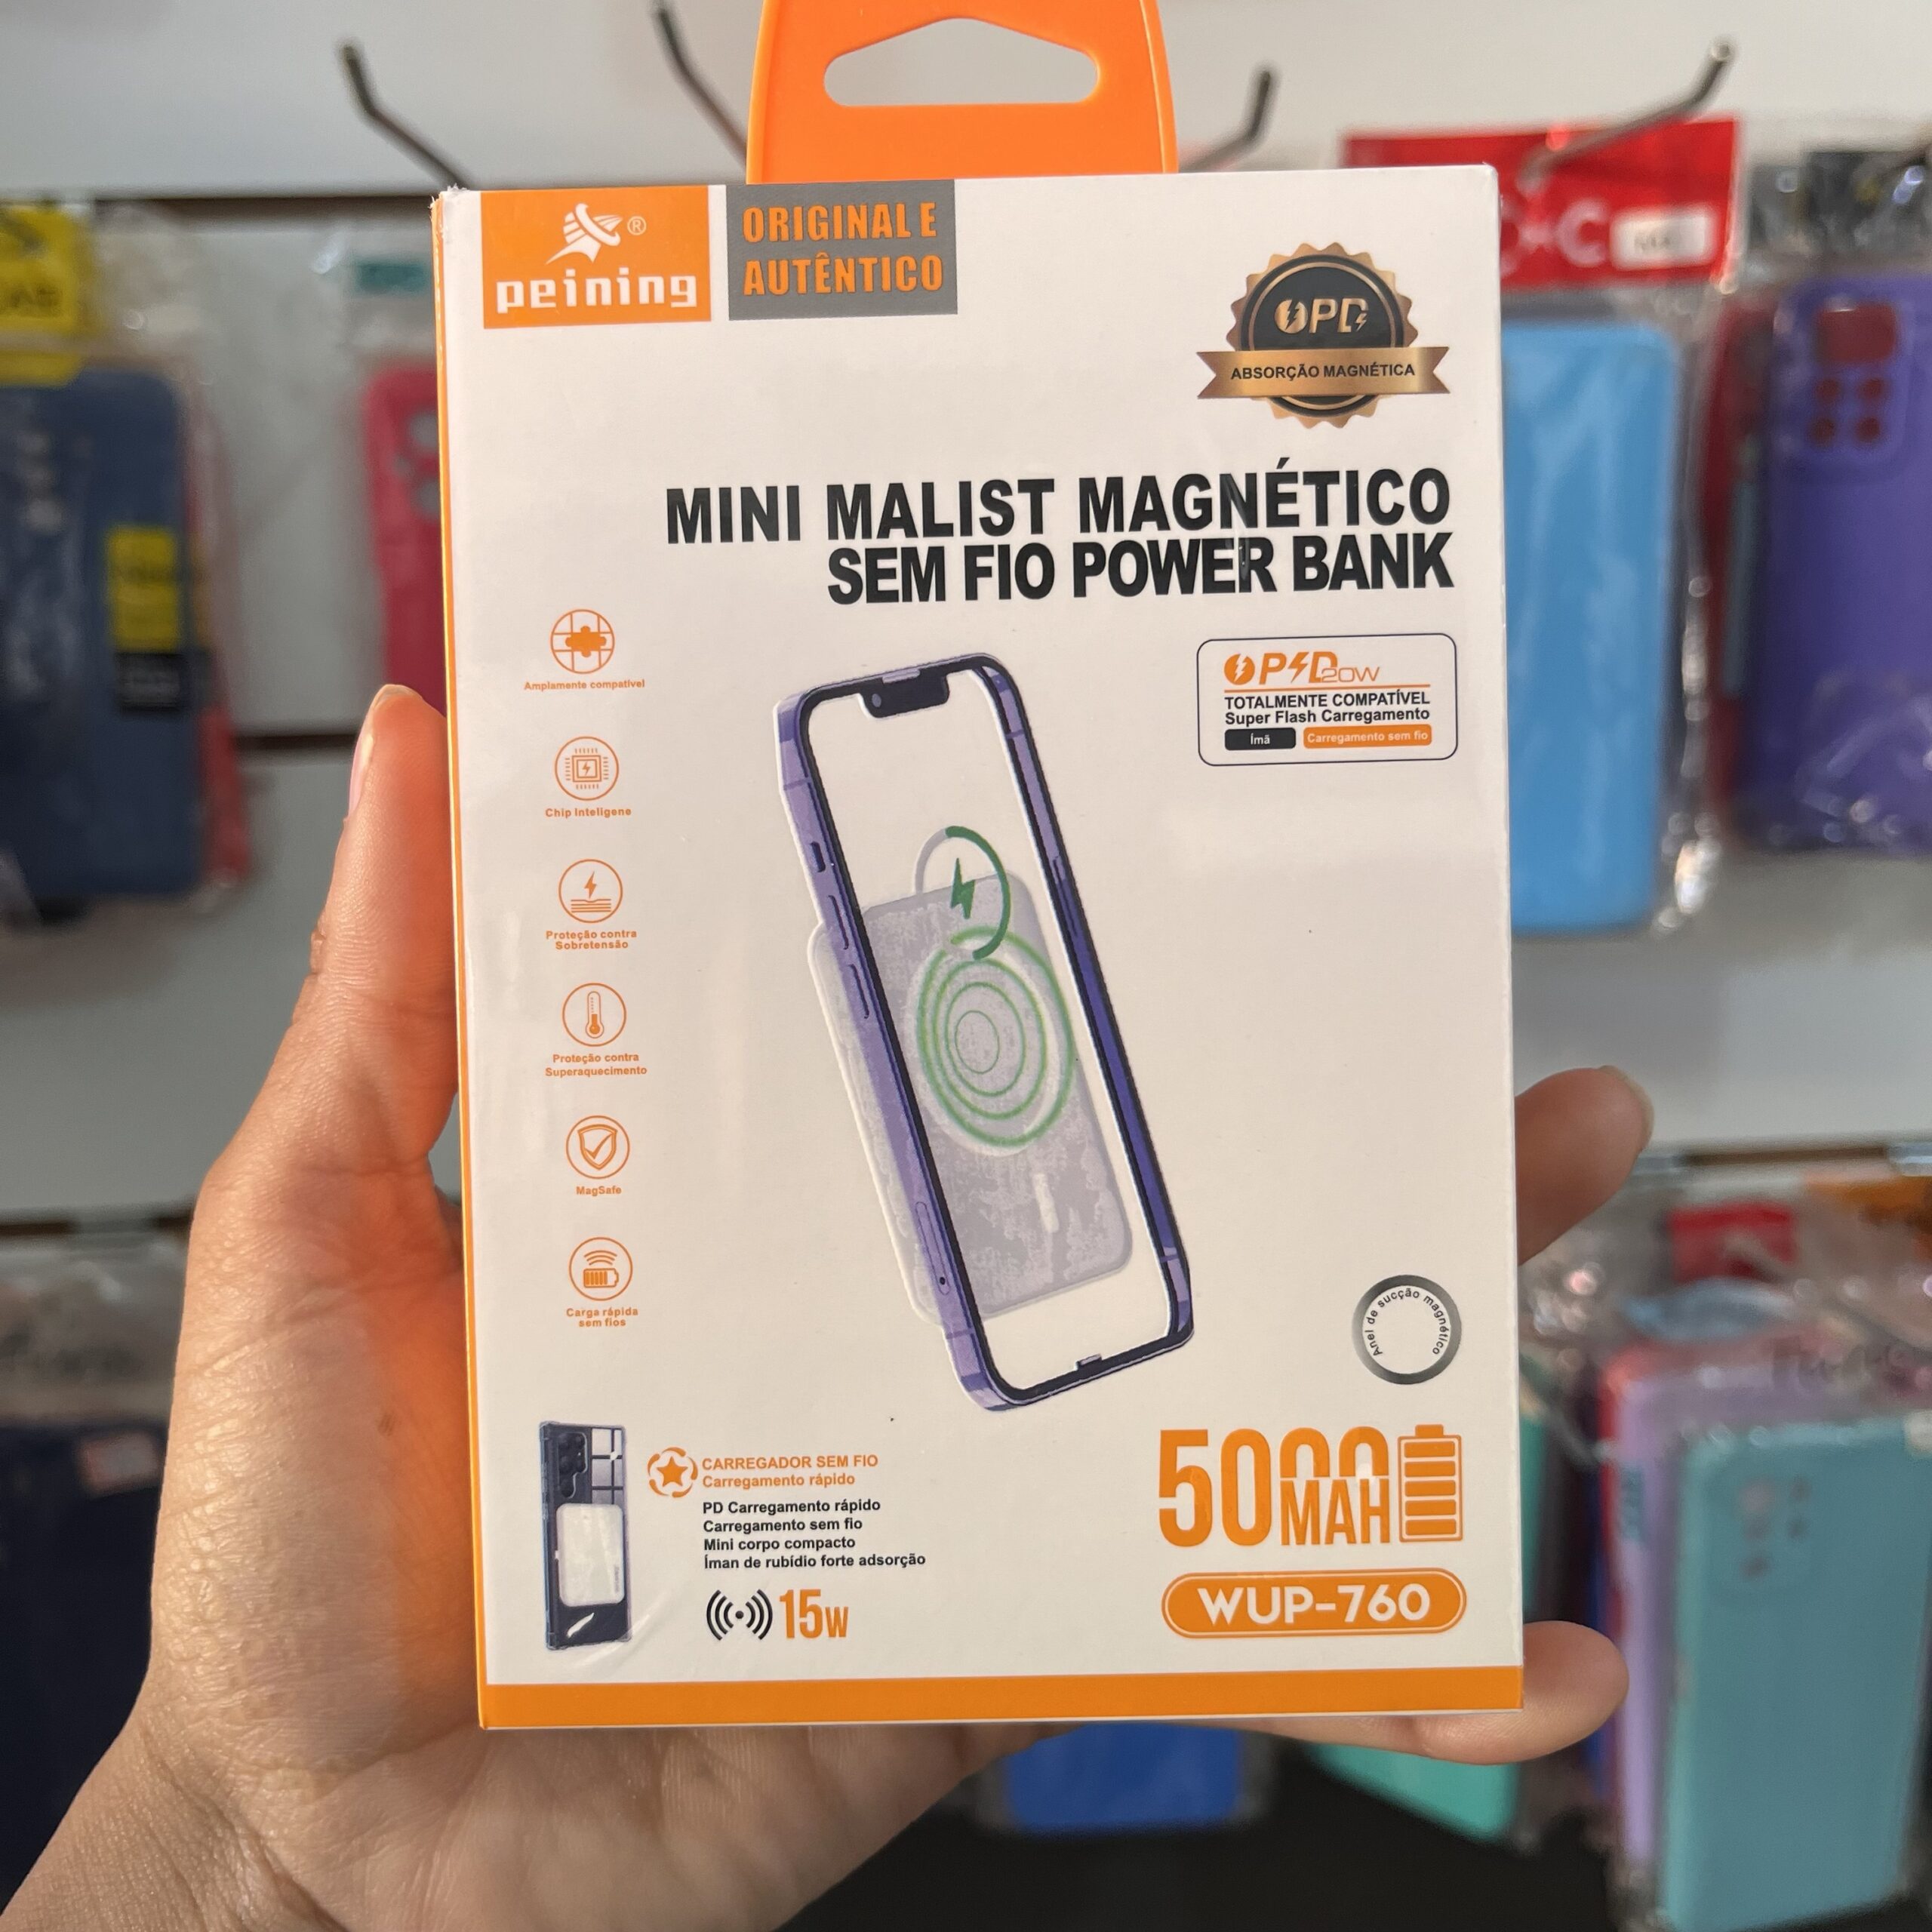 peining®
ORIGINAL E
AUTÊNTICO
PD
ABSORÇÃO MAGNÉTICA
MINI MALIST MAGNÉTICO
SEM FIO POWER BANK
PD20W
TOTALMENTE COMPATÍVEL
Super Flash Carregamento
Ímã
Carregamento sem fio
Amplamente compatível
Chip Inteligene
Proteção contra
Sobretensão
Proteção contra
Superaquecimento
MagSafe
Carga rápida
sem fios
Anel de sucção magnético
CARREGADOR SEM FIO
Carregamento rápido
PD Carregamento rápido
Carregamento sem fio
Mini corpo compacto
Íman de rubídio forte adsorção
15W
5000
MAH
WUP-760